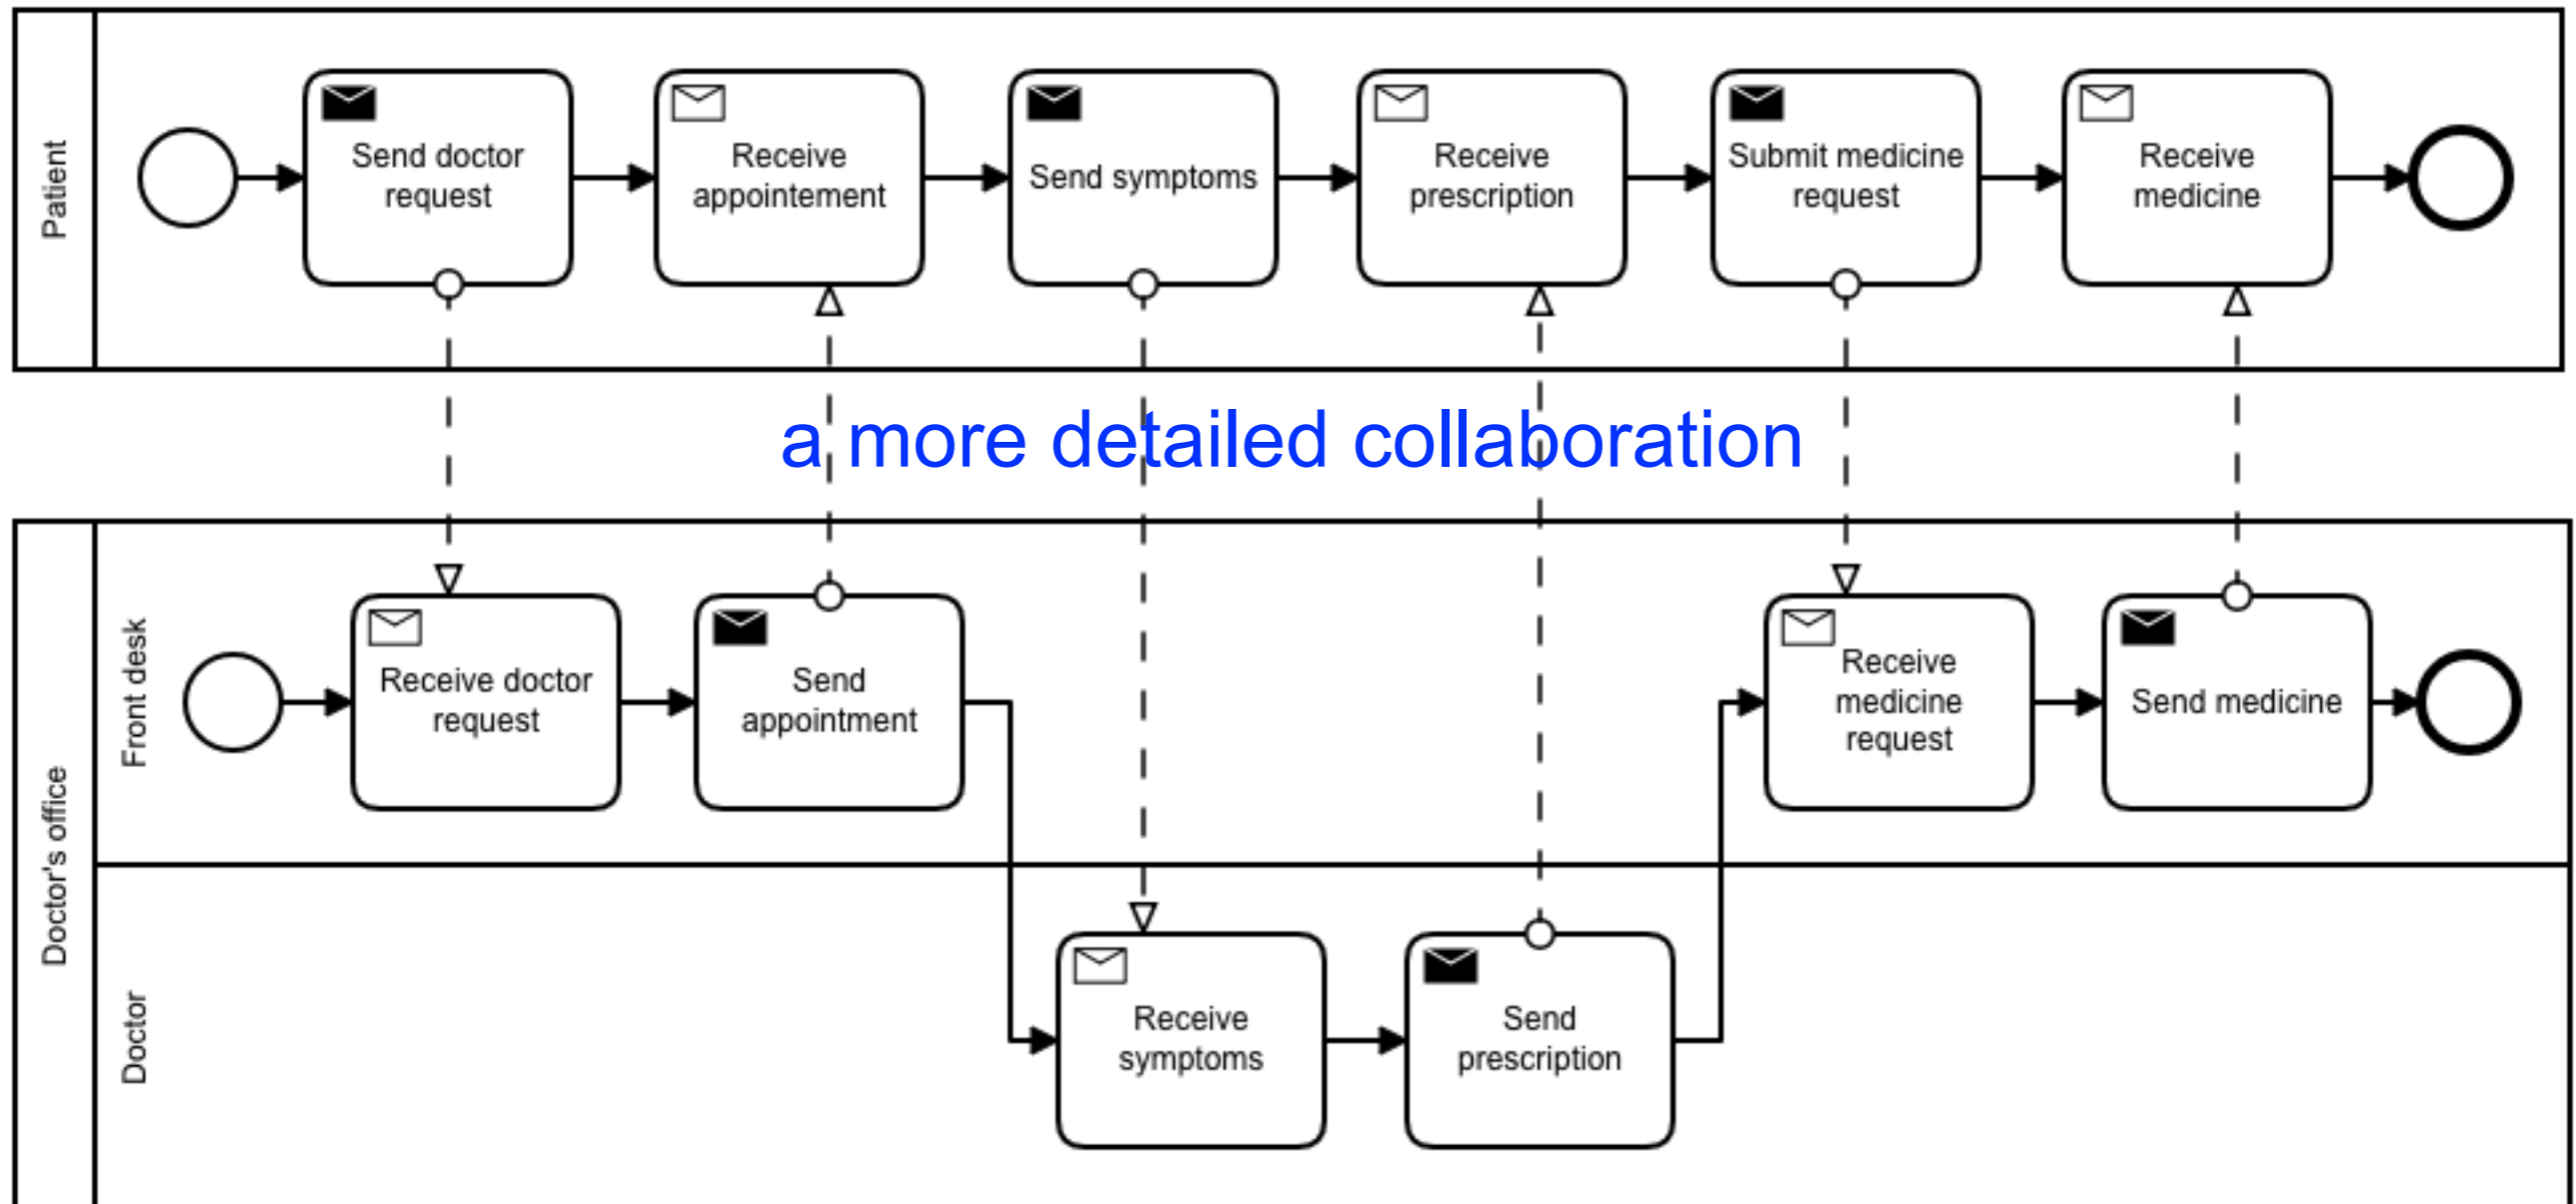 Patient
Send doctor
request
Receive
appointement
Send symptoms
Receive
prescription
Submit medicine
request
Receive
medicine
a more detailed collaboration
Doctor's office
Front desk
Receive doctor
request
Send
appointment
Receive
medicine
request
Send medicine
Doctor
Receive
symptoms
Send
prescription